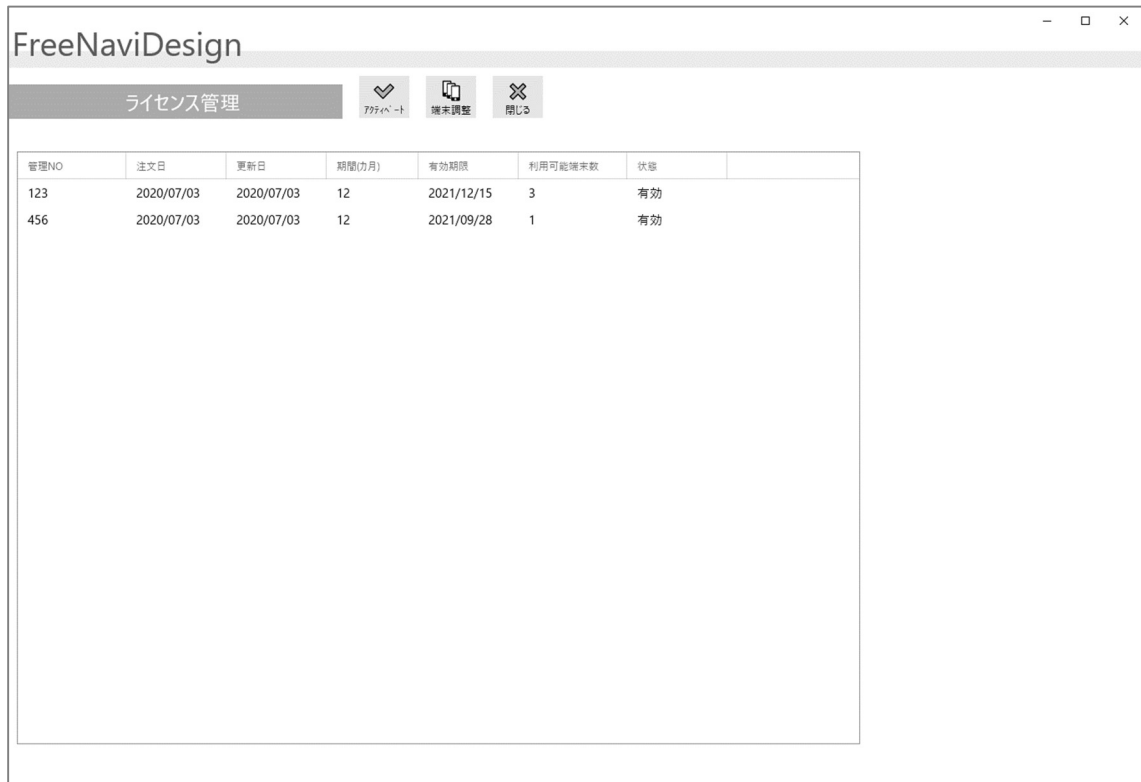 FreeNaviDesign
ライセンス管理
ｱｸﾃｨﾍﾞｰﾄ 端末調整 閉じる
管理NO 注文日 更新日 期間(カ月) 有効期限 利用可能端末数 状態
123 2020/07/03 2020/07/03 12 2021/12/15 3 有効
456 2020/07/03 2020/07/03 12 2021/09/28 1 有効